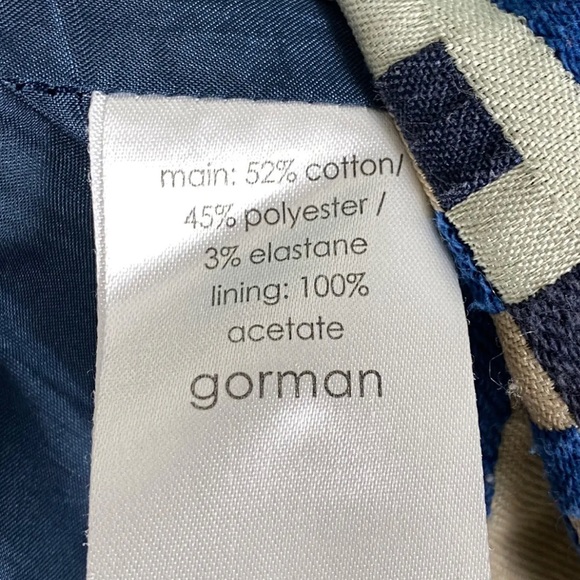 main: 52% cotton/
45% polyester /
3% elastane
lining: 100%
acetate
gorman